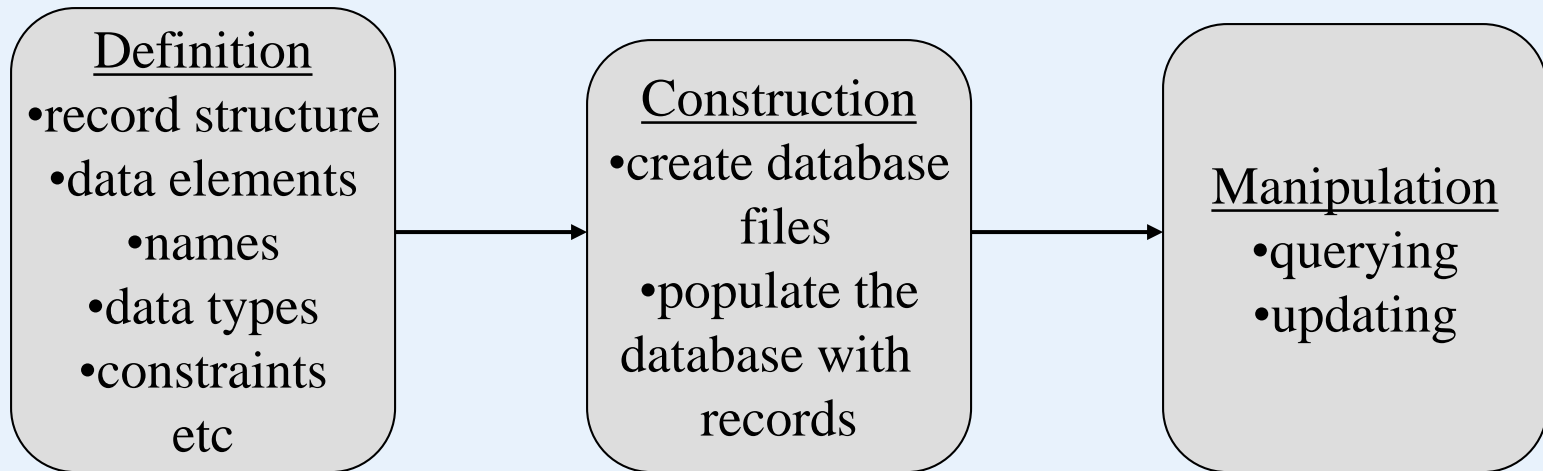 Definition
•record structure
•data elements
•names
•data types
•constraints
etc
Construction
•create database
files
•populate the
database with
records
Manipulation
•querying
•updating